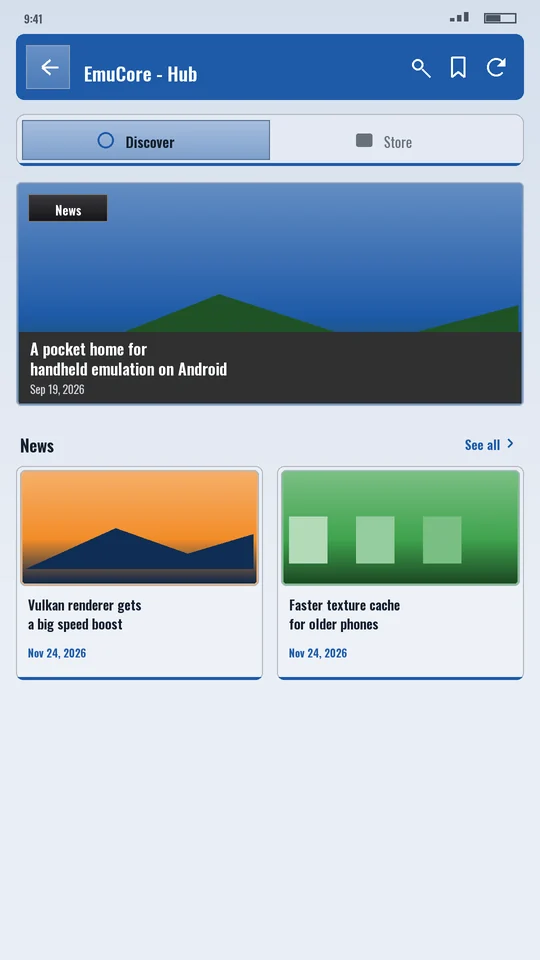 9:41
EmuCore - Hub
Discover
Store
News
A pocket home for
handheld emulation on Android
Sep 19, 2026
News
See all
Vulkan renderer gets
a big speed boost
Nov 24, 2026
Faster texture cache
for older phones
Nov 24, 2026